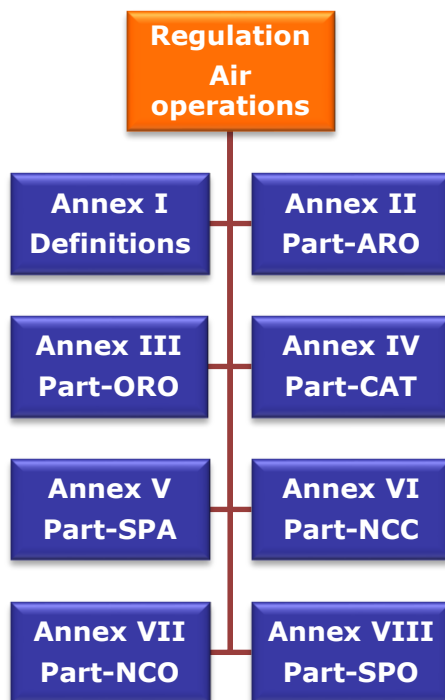 Regulation
Air
operations
Annex I
Definitions
Annex II
Part-ARO
Annex III
Part-ORO
Annex IV
Part-CAT
Annex V
Part-SPA
Annex VI
Part-NCC
Annex VII
Part-NCO
Annex VIII
Part-SPO